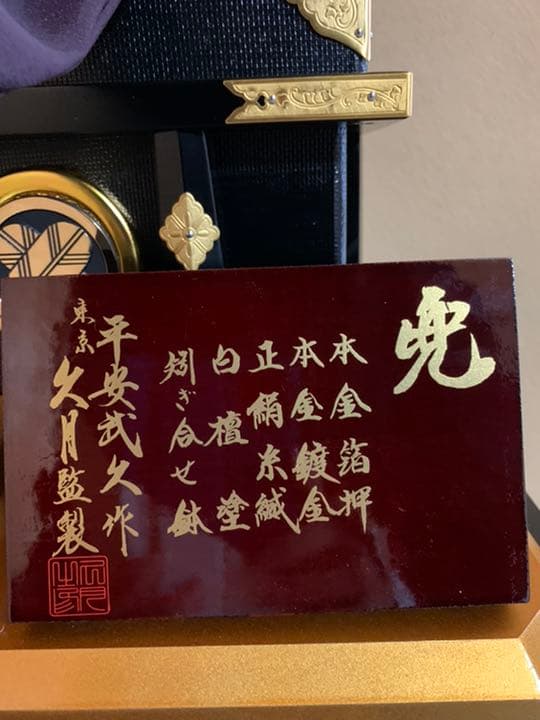 兜
本金箔押
本金鍍金
正絹糸縅
白檀塗
矧ぎ合せ鉢
平安武久作
東京久月監製